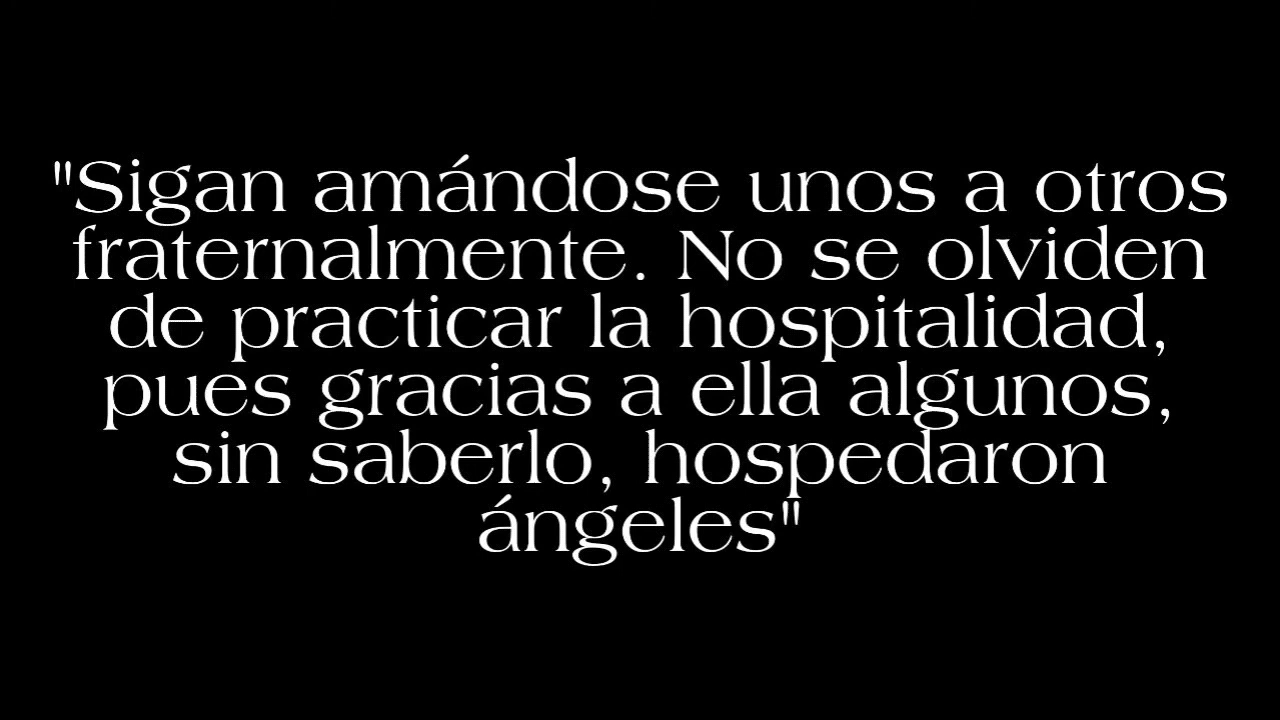 "Sigan amándose unos a otros
fraternalmente. No se olviden
de practicar la hospitalidad,
pues gracias a ella algunos,
sin saberlo, hospedaron
ángeles"